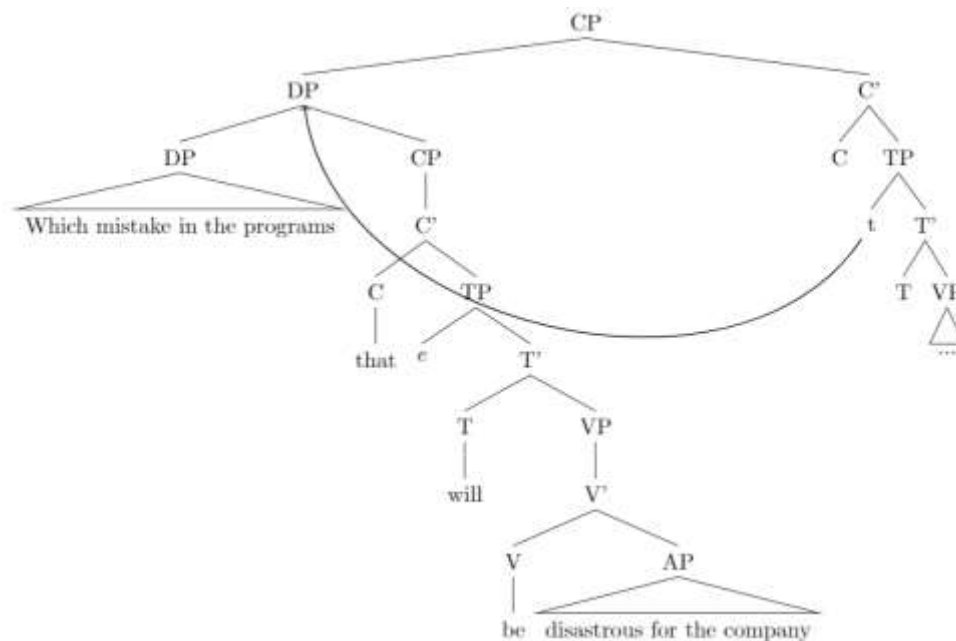 CP
DP C'
DP CP C TP
Which mistake in the programs C' t T'
C TP T VP
that e T' ...
T VP
will V'
V AP
be disastrous for the company